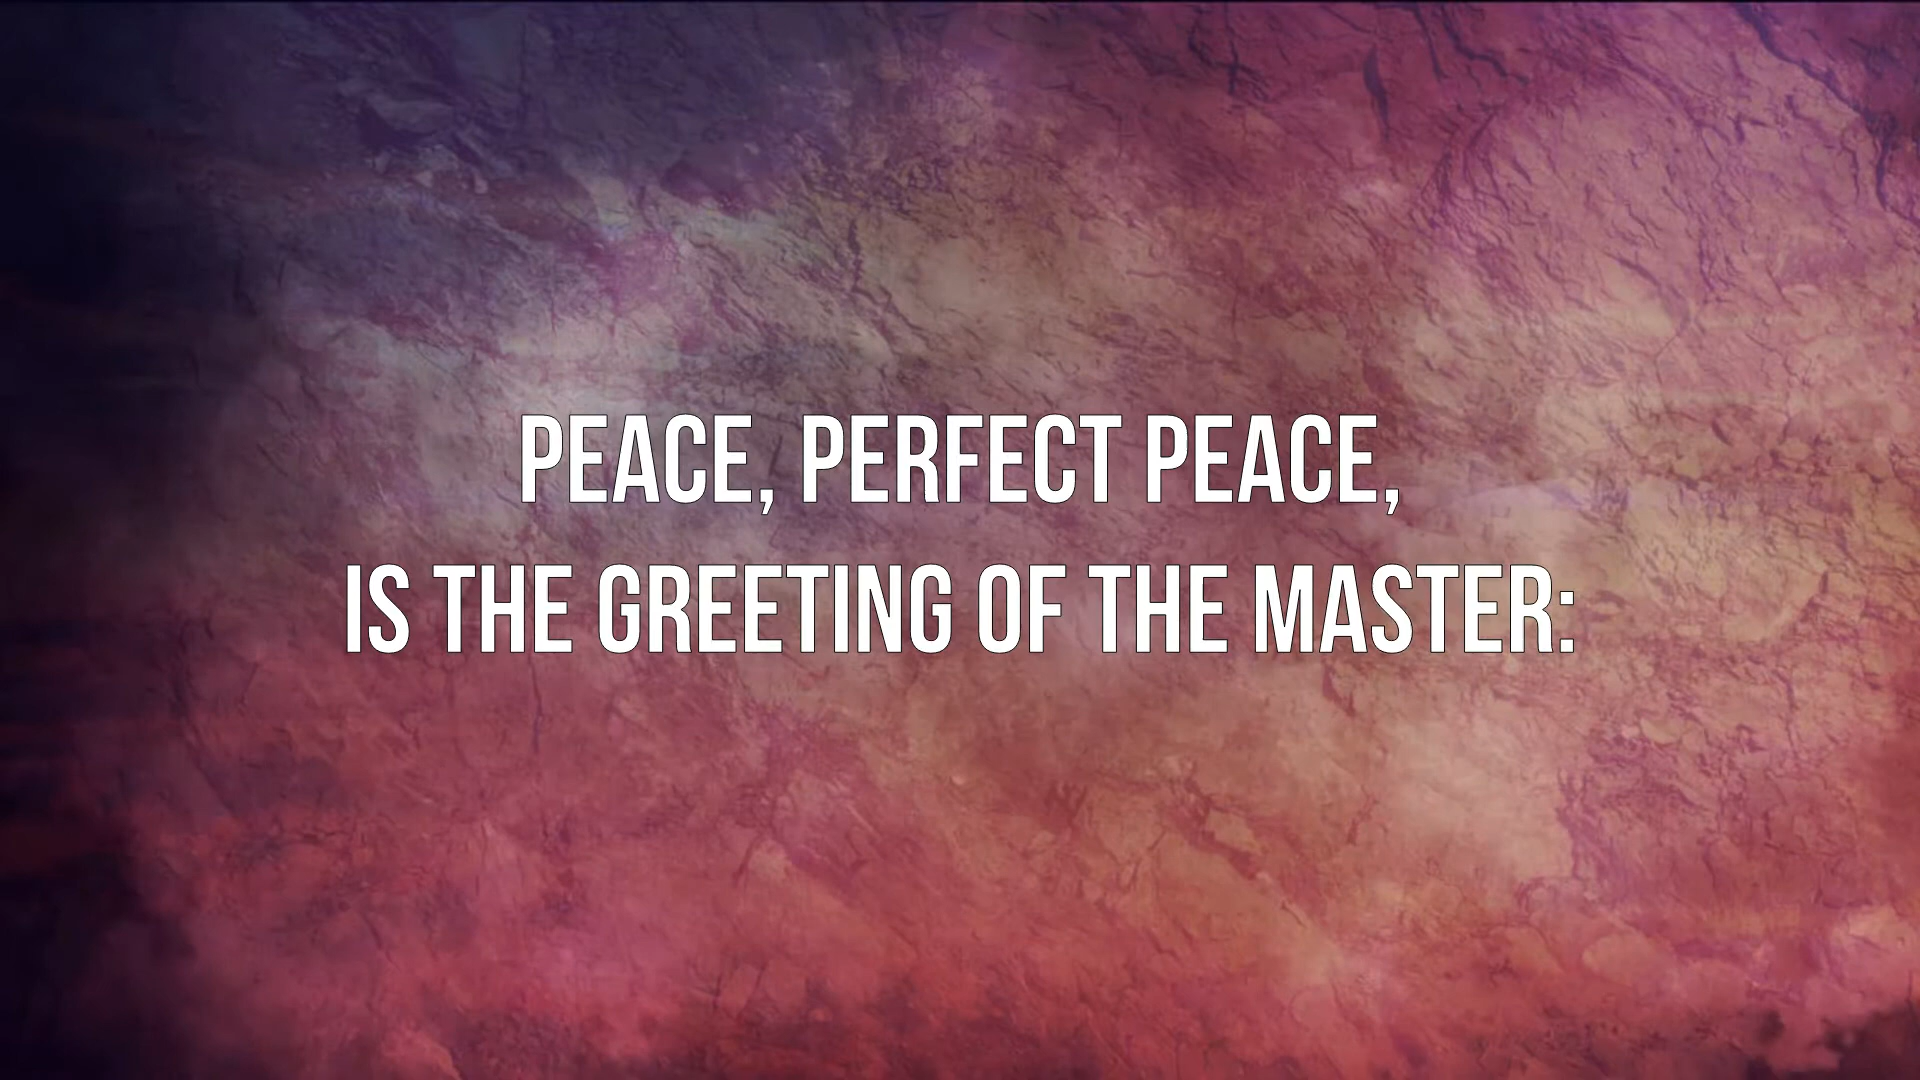 PEACE, PERFECT PEACE,
IS THE GREETING OF THE MASTER: